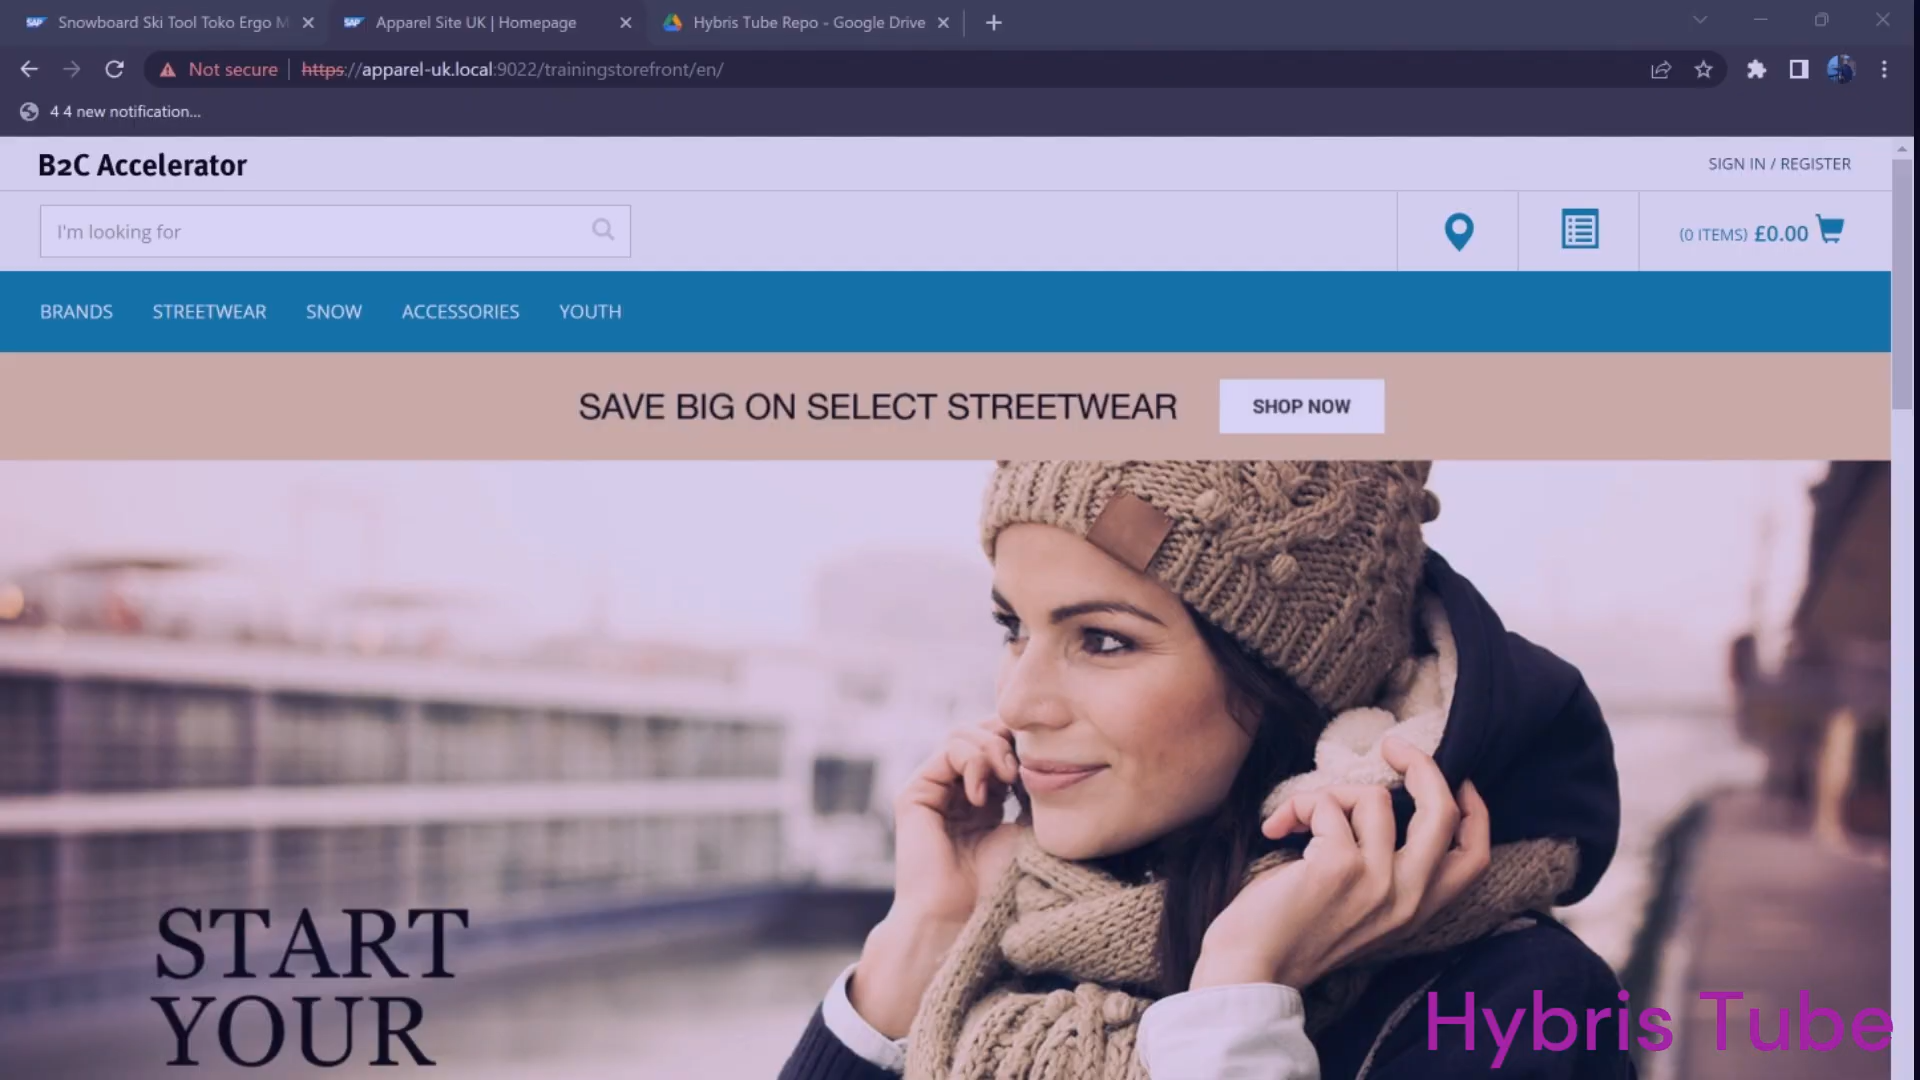 Snowboard Ski Tool Toko Ergo M
Apparel Site UK | Homepage
Hybris Tube Repo - Google Drive
Not secure
https://apparel-uk.local:9022/trainingstorefront/en/
4 4 new notification...
B2C Accelerator
SIGN IN / REGISTER
I'm looking for
(0 ITEMS) £0.00
BRANDS STREETWEAR SNOW ACCESSORIES YOUTH
SAVE BIG ON SELECT STREETWEAR
SHOP NOW
START
YOUR
Hybris Tube